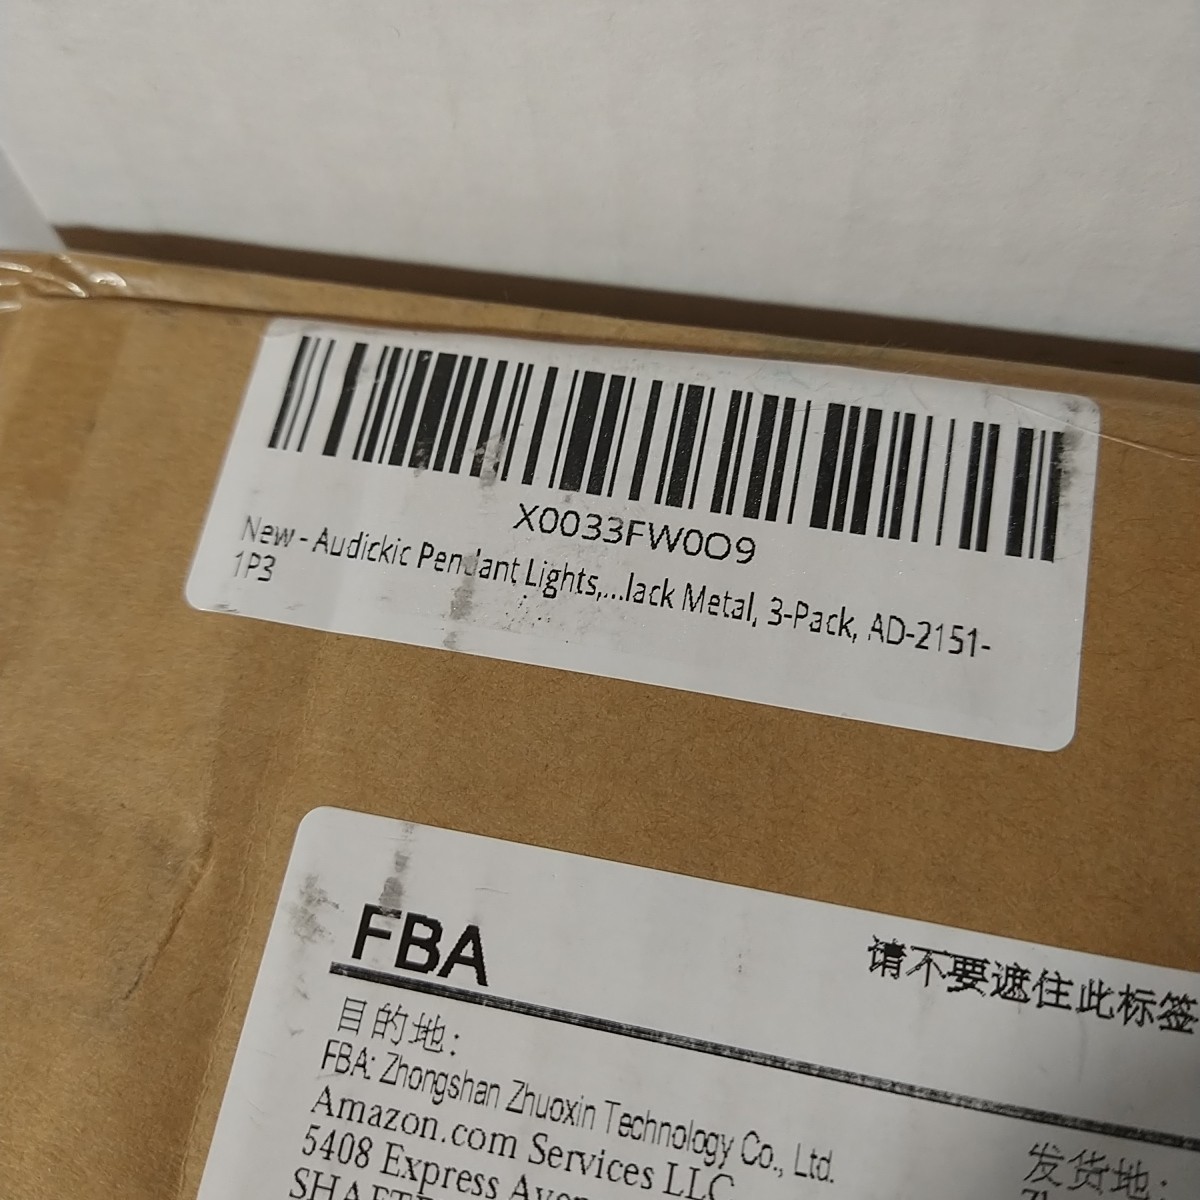 X0033FW0O9
New - Audickic Pendant Lights,...lack Metal, 3-Pack, AD-2151-
1P3
FBA
请不要遮住此标签
目的地:
FBA: Zhongshan Zhuoxin Technology Co., Ltd.
Amazon.com Services LLC
5408 Express
发货地: